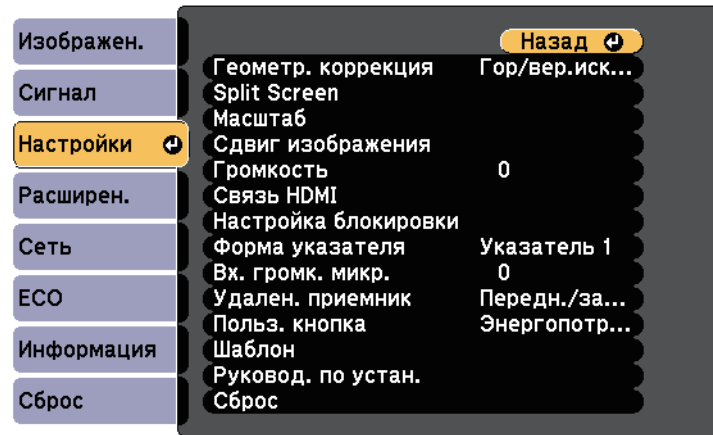 Изображен.
Сигнал
Настройки
Расширен.
Сеть
ECO
Информация
Сброс
Назад
Геометр. коррекция Гор/вер.иск...
Split Screen
Масштаб
Сдвиг изображения
Громкость 0
Связь HDMI
Настройка блокировки
Форма указателя Указатель 1
Вх. громк. микр. 0
Удален. приемник Передн./за...
Польз. кнопка Энергопотр...
Шаблон
Руковод. по устан.
Сброс